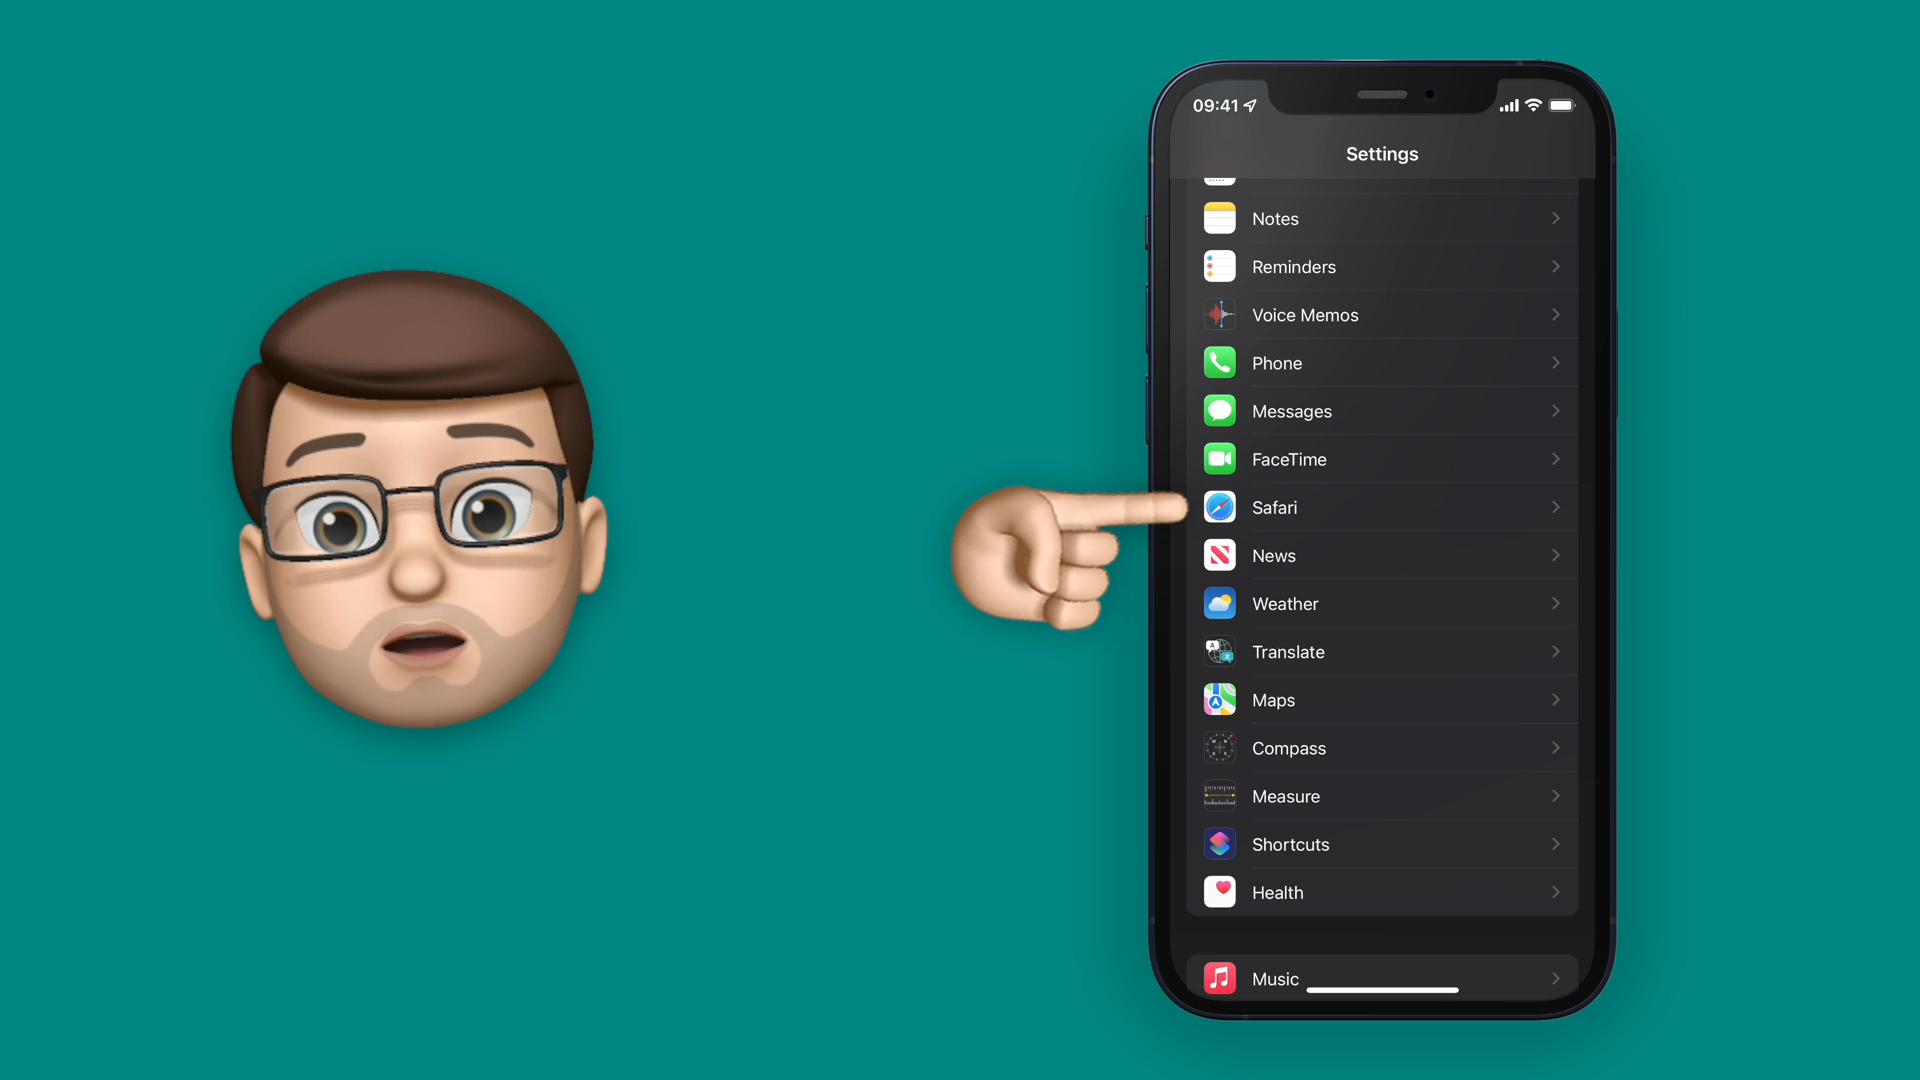 09:41
Settings
Notes
Reminders
Voice Memos
Phone
Messages
FaceTime
Safari
News
Weather
Translate
Maps
Compass
Measure
Shortcuts
Health
Music